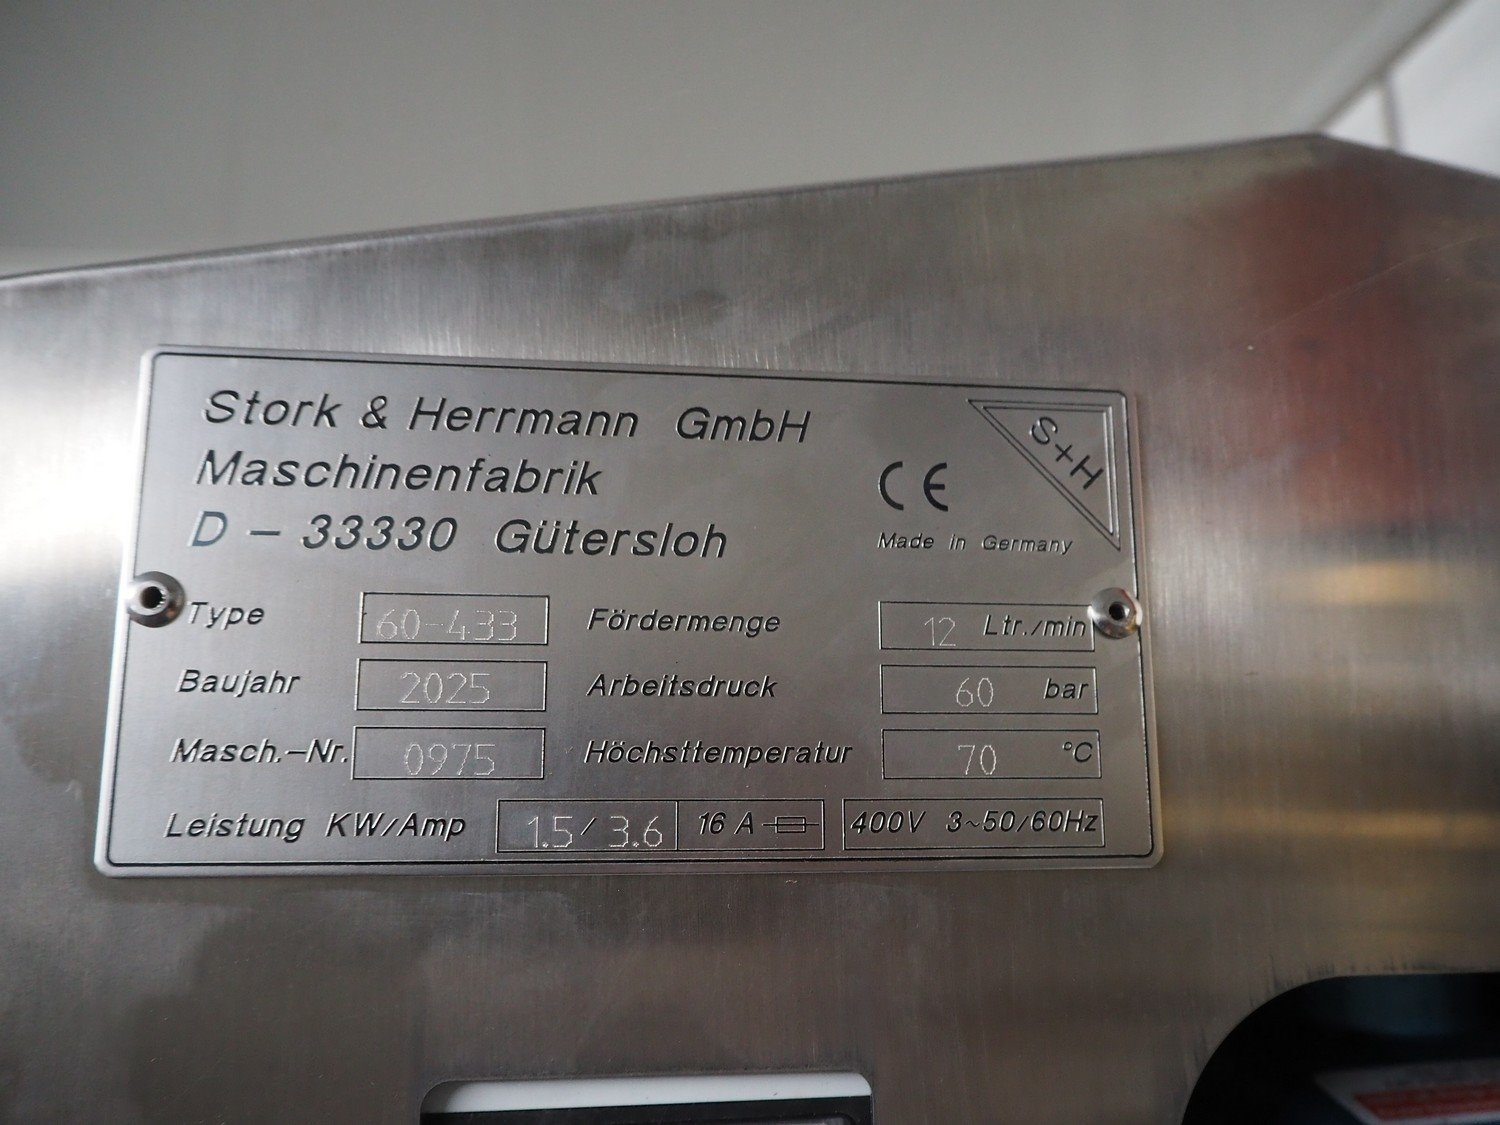 Stork & Herrmann GmbH
Maschinenfabrik
D – 33330 Gütersloh
S+H
CE
Made in Germany
Type 60-433 Fördermenge 12 Ltr./min
Baujahr 2025 Arbeitsdruck 60 bar
Masch.-Nr. 0975 Höchsttemperatur 70 °C
Leistung KW/Amp 1.5 / 3.6 16 A 400V 3~50/60Hz